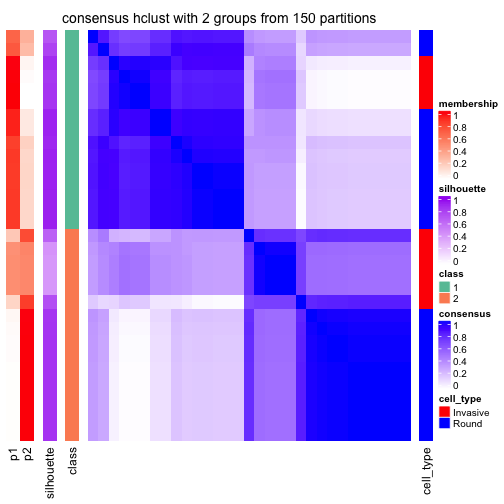 consensus hclust with 2 groups from 150 partitions
membership
1
0.8
0.6
0.4
0.2
0
silhouette
1
0.8
0.6
0.4
0.2
0
class
1
2
consensus
1
0.8
0.6
0.4
0.2
0
cell_type
Invasive
Round
p1
p2
silhouette
class
cell_type